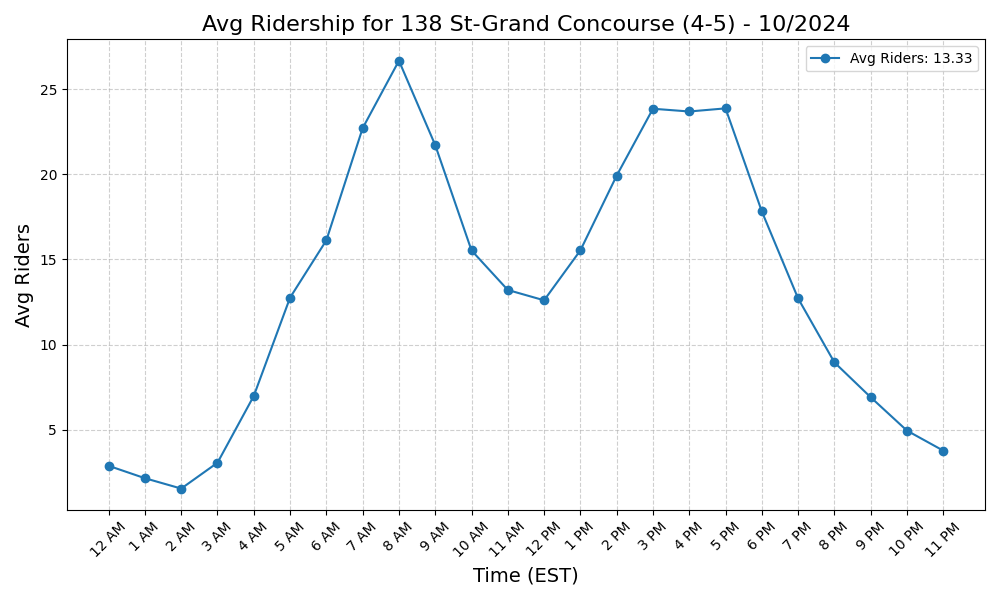 Avg Ridership for 138 St-Grand Concourse (4-5) - 10/2024
Avg Riders: 13.33
Avg Riders
25
20
15
10
5
12 AM
1 AM
2 AM
3 AM
4 AM
5 AM
6 AM
7 AM
8 AM
9 AM
10 AM
11 AM
12 PM
1 PM
2 PM
3 PM
4 PM
5 PM
6 PM
7 PM
8 PM
9 PM
10 PM
11 PM
Time (EST)